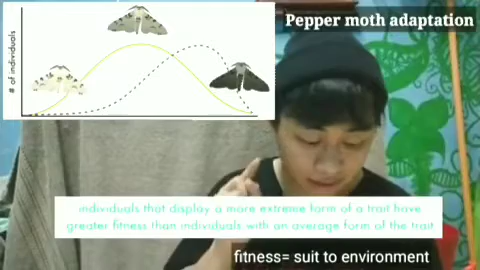 Pepper moth adaptation
# of individuals
individuals that display a more extreme form of a trait have
greater fitness than individuals with an average form of the trait
fitness= suit to environment